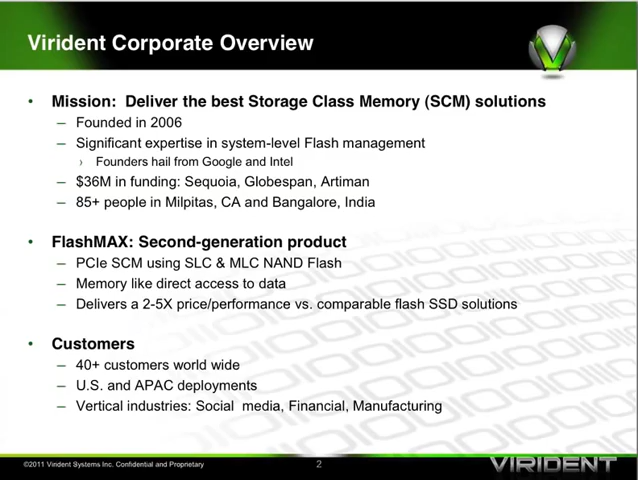 Virident Corporate Overview
• Mission: Deliver the best Storage Class Memory (SCM) solutions
– Founded in 2006
– Significant expertise in system-level Flash management
› Founders hail from Google and Intel
– $36M in funding: Sequoia, Globespan, Artiman
– 85+ people in Milpitas, CA and Bangalore, India
• FlashMAX: Second-generation product
– PCIe SCM using SLC & MLC NAND Flash
– Memory like direct access to data
– Delivers a 2-5X price/performance vs. comparable flash SSD solutions
• Customers
– 40+ customers world wide
– U.S. and APAC deployments
– Vertical industries: Social media, Financial, Manufacturing
©2011 Virident Systems Inc. Confidential and Proprietary
2
VIRIDENT